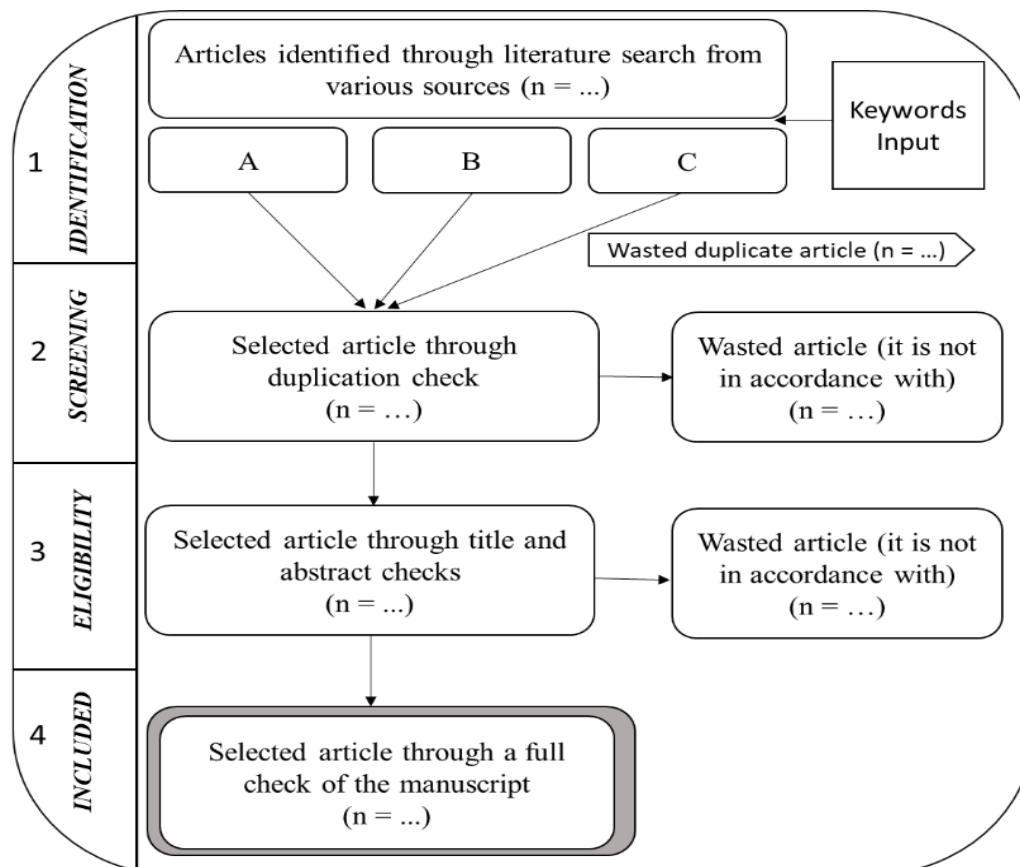 1
IDENTIFICATION
Articles identified through literature search from
various sources (n = ...)
Keywords
Input
A
B
C
Wasted duplicate article (n = ...)
2
SCREENING
Selected article through
duplication check
(n = …)
Wasted article (it is not
in accordance with)
(n = …)
3
ELIGIBILITY
Selected article through title and
abstract checks
(n = ...)
Wasted article (it is not
in accordance with)
(n = …)
4
INCLUDED
Selected article through a full
check of the manuscript
(n = ...)